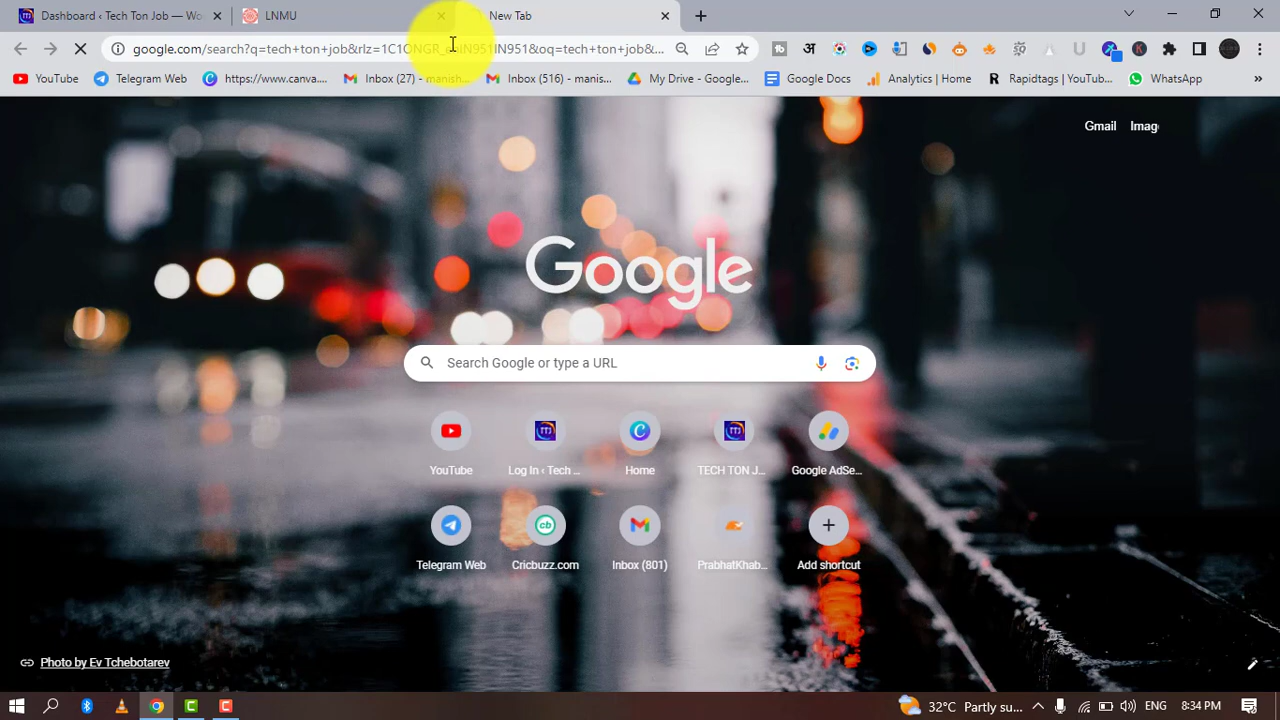 Dashboard ‹ Tech Ton Job — Wo
LNMU
New Tab
google.com/search?q=tech+ton+job&rlz=1C1ONGR_enIN951IN951&oq=tech+ton+job&...
YouTube
Telegram Web
https://www.canva....
Inbox (27) - manish...
Inbox (516) - manis...
My Drive - Google...
Google Docs
Analytics | Home
Rapidtags | YouTub...
WhatsApp
»
Gmail Imag
Google
Search Google or type a URL
YouTube
Log In ‹ Tech ...
Home
TECH TON J...
Google AdSe...
Telegram Web
Cricbuzz.com
Inbox (801)
PrabhatKhab...
Add shortcut
Photo by Ev Tchebotarev
32°C Partly su...
ENG
8:34 PM